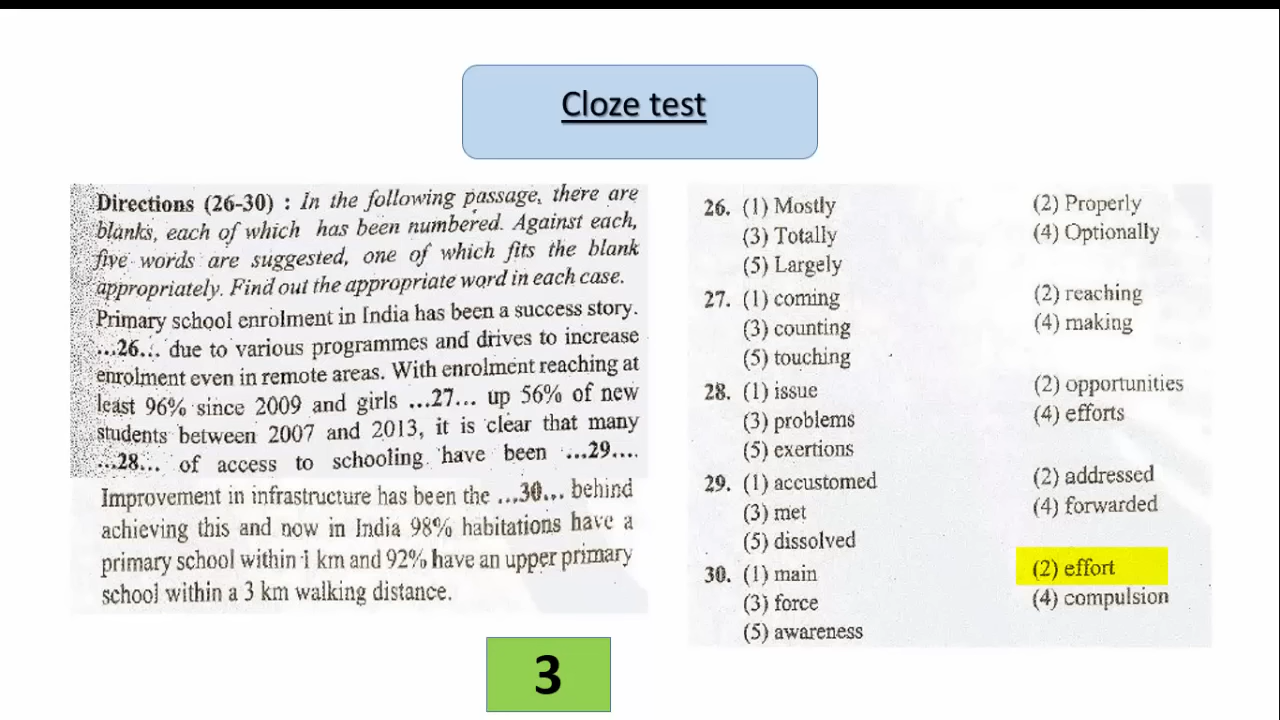 Cloze test
Directions (26-30) : In the following passage, there are
blanks, each of which has been numbered. Against each,
five words are suggested, one of which fits the blank
appropriately. Find out the appropriate word in each case.
Primary school enrolment in India has been a success story.
...26... due to various programmes and drives to increase
enrolment even in remote areas. With enrolment reaching at
least 96% since 2009 and girls ...27... up 56% of new
students between 2007 and 2013, it is clear that many
...28... of access to schooling have been ...29....
Improvement in infrastructure has been the ...30... behind
achieving this and now in India 98% habitations have a
primary school within 1 km and 92% have an upper primary
school within a 3 km walking distance.
26. (1) Mostly (2) Properly
(3) Totally (4) Optionally
(5) Largely
27. (1) coming (2) reaching
(3) counting (4) making
(5) touching
28. (1) issue (2) opportunities
(3) problems (4) efforts
(5) exertions
29. (1) accustomed (2) addressed
(3) met (4) forwarded
(5) dissolved
30. (1) main (2) effort
(3) force (4) compulsion
(5) awareness
3